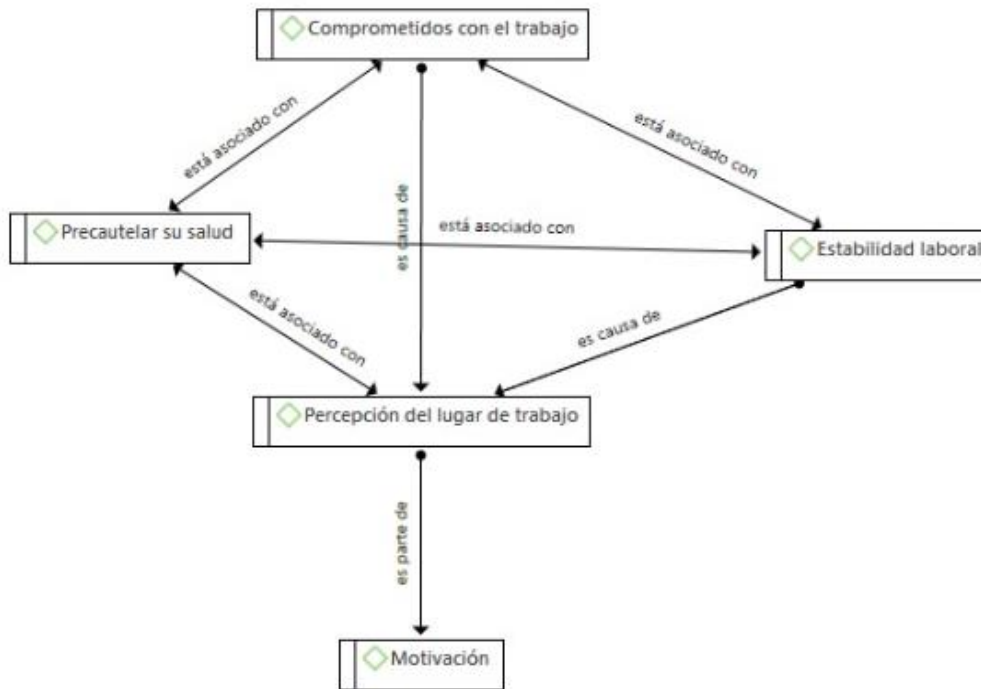 Comprometidos con el trabajo
está asociado con
está asociado con
es causa de
Precautelar su salud
está asociado con
Estabilidad laboral
está asociado con
es causa de
Percepción del lugar de trabajo
es parte de
Motivación